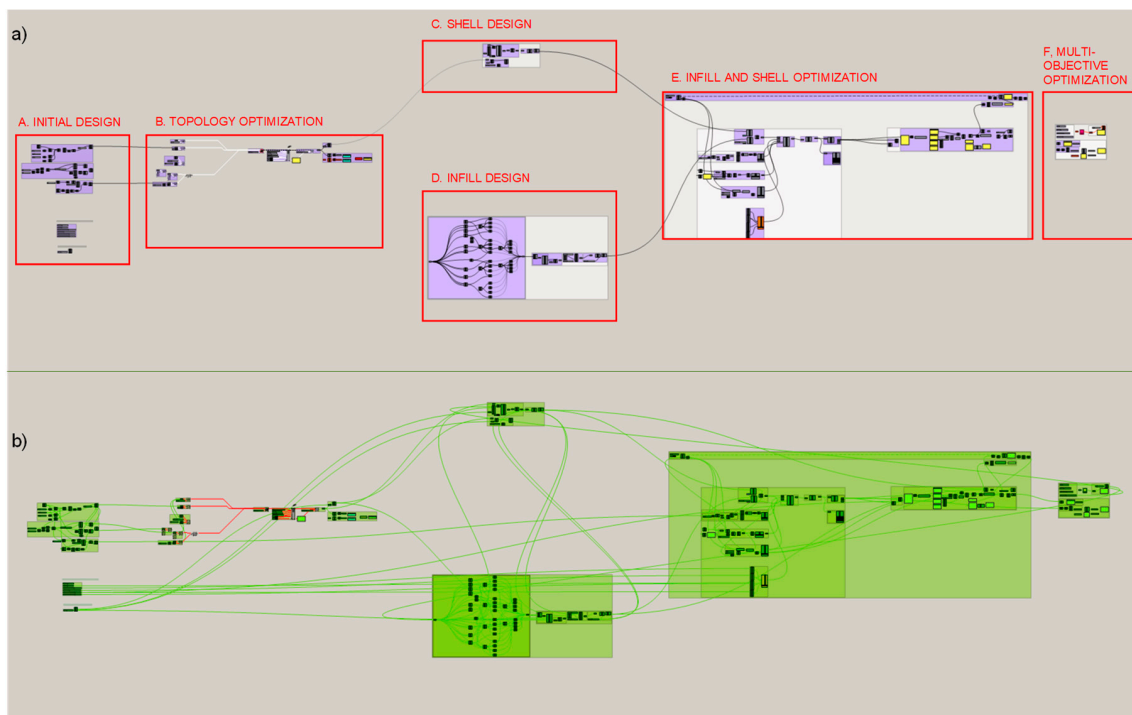 a)
C. SHELL DESIGN
F, MULTI-
OBJECTIVE
OPTIMIZATION
E. INFILL AND SHELL OPTIMIZATION
A. INITIAL DESIGN
B. TOPOLOGY OPTIMIZATION
D. INFILL DESIGN
b)